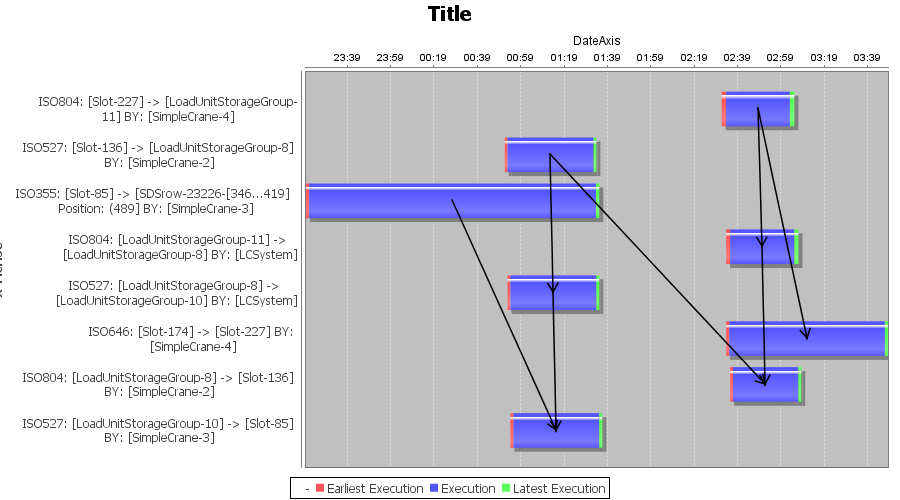 Title
DateAxis
23:39 23:59 00:19 00:39 00:59 01:19 01:39 01:59 02:19 02:39 02:59 03:19 03:39
ISO804: [Slot-227] -> [LoadUnitStorageGroup-
11] BY: [SimpleCrane-4]
ISO527: [Slot-136] -> [LoadUnitStorageGroup-8]
BY: [SimpleCrane-2]
ISO355: [Slot-85] -> [SDSrow-23226-[346...419]
Position: (489] BY: [SimpleCrane-3]
ISO804: [LoadUnitStorageGroup-11] ->
[LoadUnitStorageGroup-8] BY: [LCSystem]
ISO527: [LoadUnitStorageGroup-8] ->
[LoadUnitStorageGroup-10] BY: [LCSystem]
ISO646: [Slot-174] -> [Slot-227] BY:
[SimpleCrane-4]
ISO804: [LoadUnitStorageGroup-8] -> [Slot-136]
BY: [SimpleCrane-2]
ISO527: [LoadUnitStorageGroup-10] -> [Slot-85]
BY: [SimpleCrane-3]
- Earliest Execution Execution Latest Execution